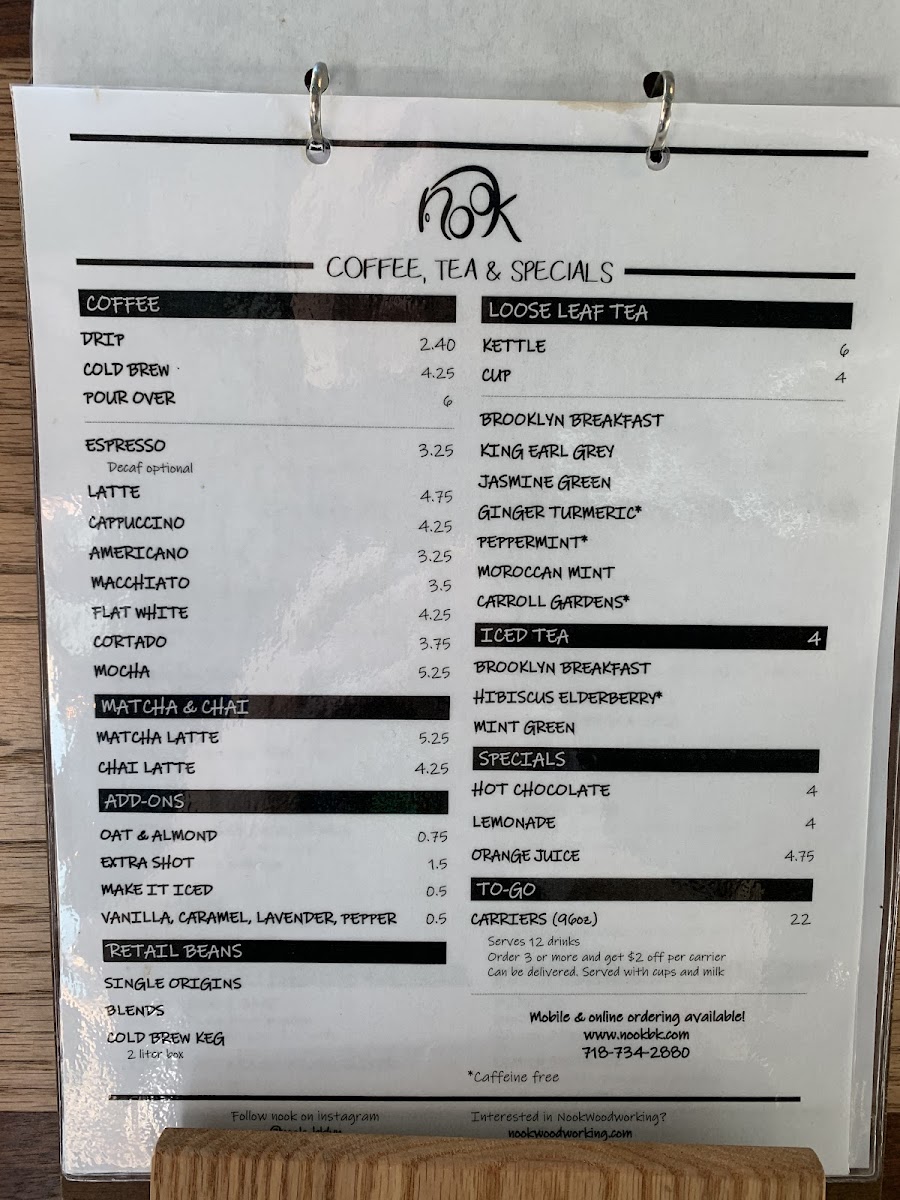 nook
COFFEE, TEA & SPECIALS
COFFEE
DRIP 2.40
COLD BREW 4.25
POUR OVER 6
ESPRESSO 3.25
Decaf optional
LATTE 4.75
CAPPUCCINO 4.25
AMERICANO 3.25
MACCHIATO 3.5
FLAT WHITE 4.25
CORTADO 3.75
MOCHA 5.25
MATCHA & CHAI
MATCHA LATTE 5.25
CHAI LATTE 4.25
ADD-ONS
OAT & ALMOND 0.75
EXTRA SHOT 1.5
MAKE IT ICED 0.5
VANILLA, CARAMEL, LAVENDER, PEPPER 0.5
RETAIL BEANS
SINGLE ORIGINS
BLENDS
COLD BREW KEG
2 liter box
LOOSE LEAF TEA
KETTLE 6
CUP 4
BROOKLYN BREAKFAST
KING EARL GREY
JASMINE GREEN
GINGER TURMERIC*
PEPPERMINT*
MOROCCAN MINT
CARROLL GARDENS*
ICED TEA 4
BROOKLYN BREAKFAST
HIBISCUS ELDERBERRY*
MINT GREEN
SPECIALS
HOT CHOCOLATE 4
LEMONADE 4
ORANGE JUICE 4.75
TO-GO
CARRIERS (96oz) 22
Serves 12 drinks
Order 3 or more and get $2 off per carrier
Can be delivered. Served with cups and milk
Mobile & online ordering available!
www.nookbk.com
718-734-2880
*Caffeine free
Follow nook on instagram
Interested in NookWoodworking?
nookwoodworking.com